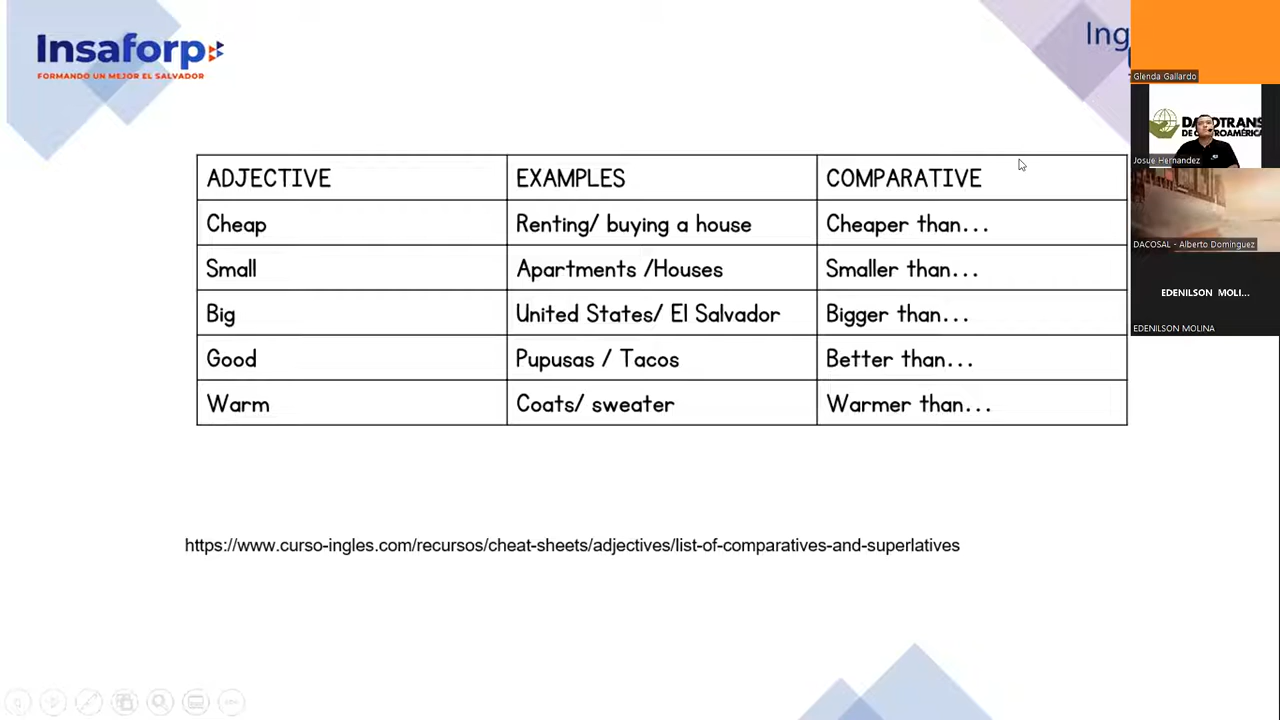 Insaforp
FORMANDO UN MEJOR EL SALVADOR
Ing
Glenda Gallardo
DE CENTROAMÉRICA
Josue Hernandez
DACOSAL - Alberto Dominguez
EDENILSON MOLI...
EDENILSON MOLINA
ADJECTIVE EXAMPLES COMPARATIVE
Cheap Renting/ buying a house Cheaper than...
Small Apartments /Houses Smaller than...
Big United States/ El Salvador Bigger than...
Good Pupusas / Tacos Better than...
Warm Coats/ sweater Warmer than...
https://www.curso-ingles.com/recursos/cheat-sheets/adjectives/list-of-comparatives-and-superlatives